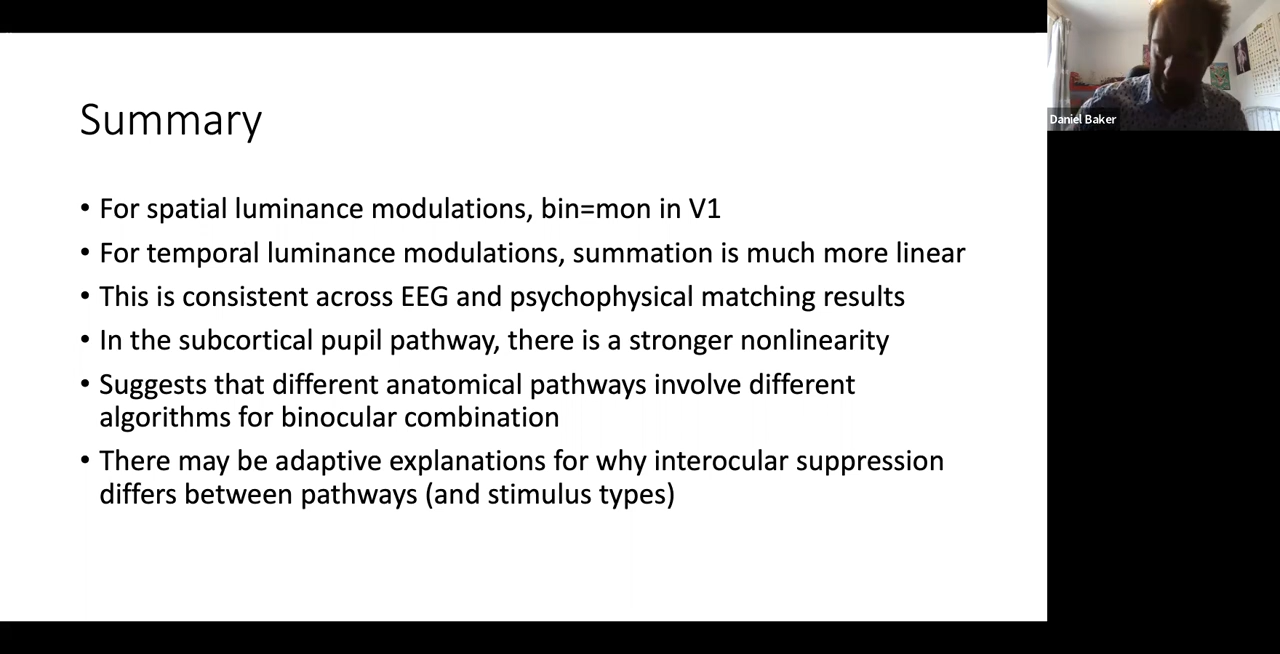 Summary
• For spatial luminance modulations, bin=mon in V1
• For temporal luminance modulations, summation is much more linear
• This is consistent across EEG and psychophysical matching results
• In the subcortical pupil pathway, there is a stronger nonlinearity
• Suggests that different anatomical pathways involve different
algorithms for binocular combination
• There may be adaptive explanations for why interocular suppression
differs between pathways (and stimulus types)
Daniel Baker